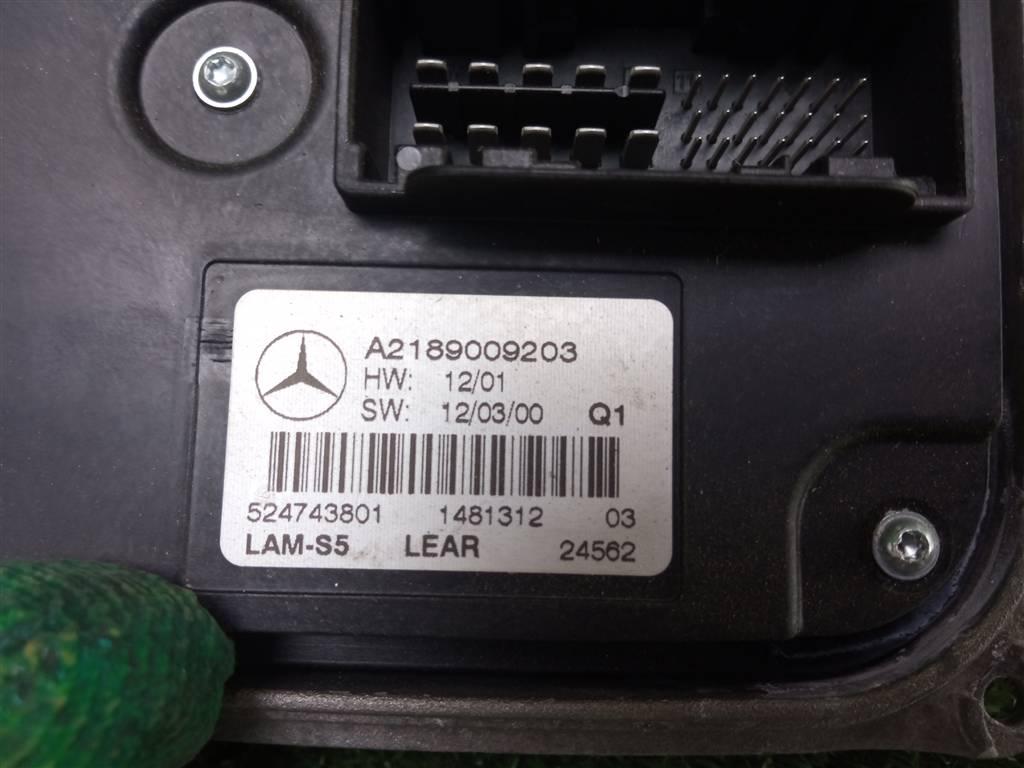 A2189009203
HW: 12/01
SW: 12/03/00 Q1
524743801 1481312 03
LAM-S5 LEAR 24562